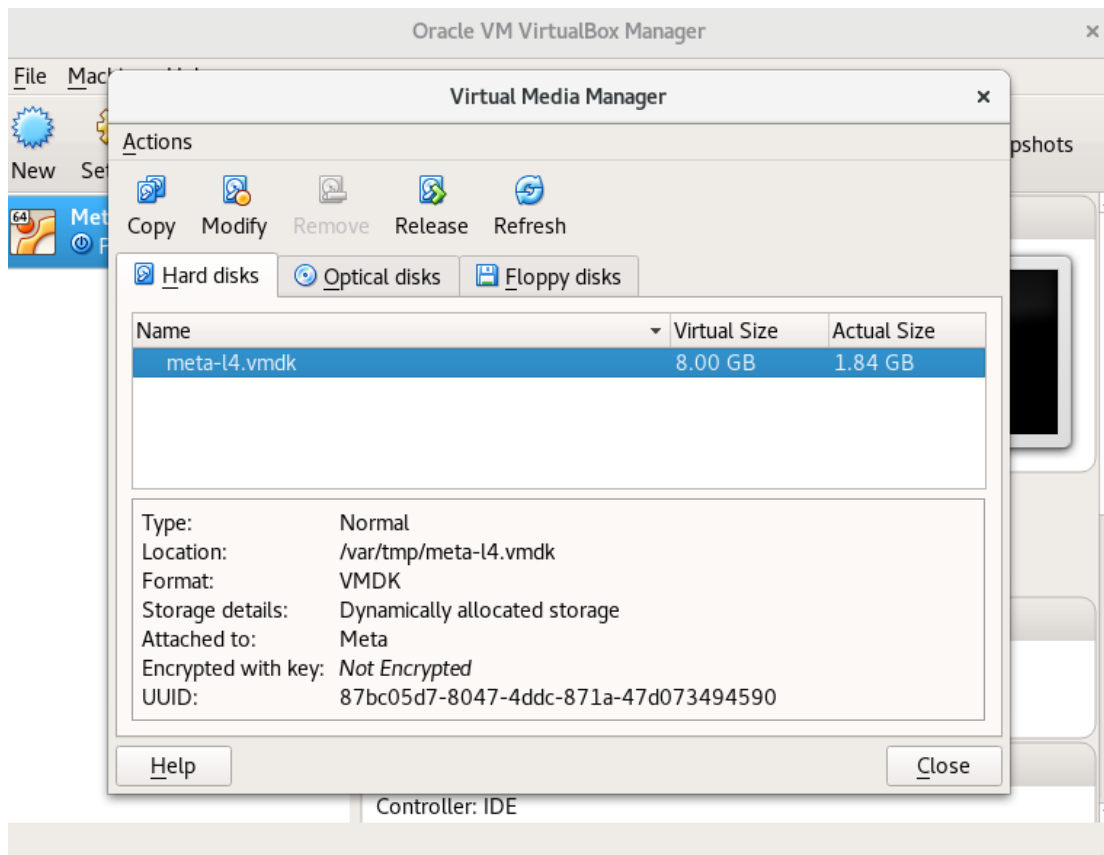 Oracle VM VirtualBox Manager
File
Virtual Media Manager
Actions
pshots
New
Copy Modify Remove Release Refresh
64
Hard disks Optical disks Floppy disks
Name Virtual Size Actual Size
meta-l4.vmdk 8.00 GB 1.84 GB
Type: Normal
Location: /var/tmp/meta-l4.vmdk
Format: VMDK
Storage details: Dynamically allocated storage
Attached to: Meta
Encrypted with key: Not Encrypted
UUID: 87bc05d7-8047-4ddc-871a-47d073494590
Help Close
Controller: IDE